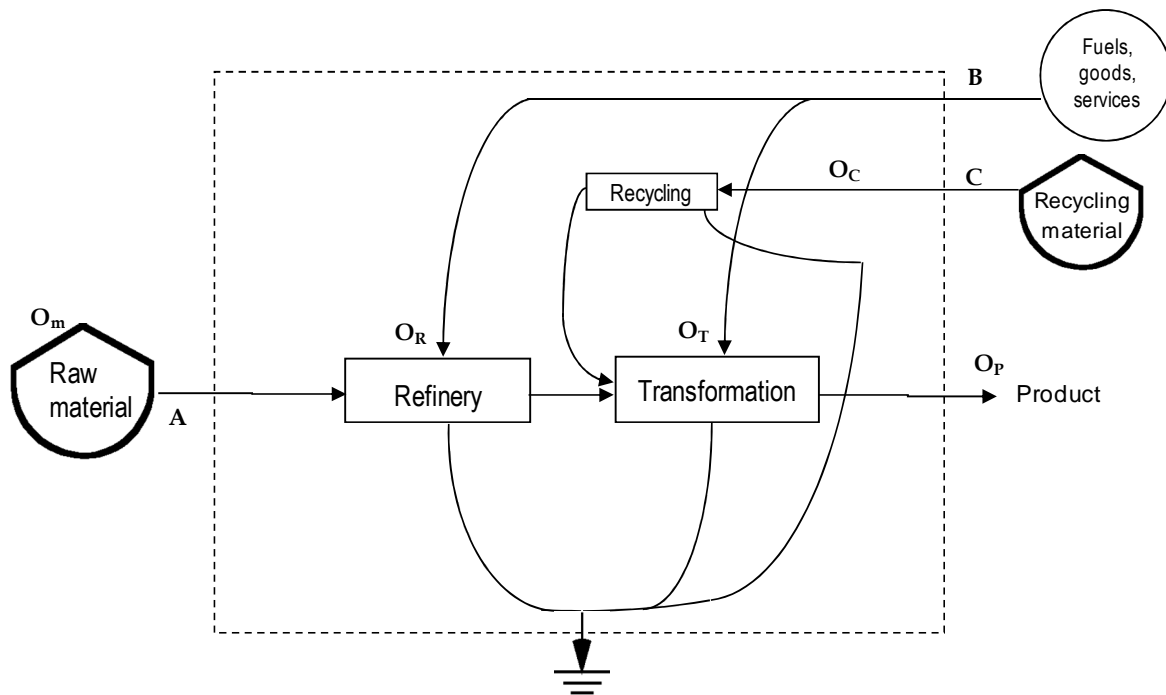 Fuels,
goods,
services
B
O_C
C
Recycling
Recycling
material
O_m
Raw
material
A
O_R
Refinery
O_T
Transformation
O_P
Product